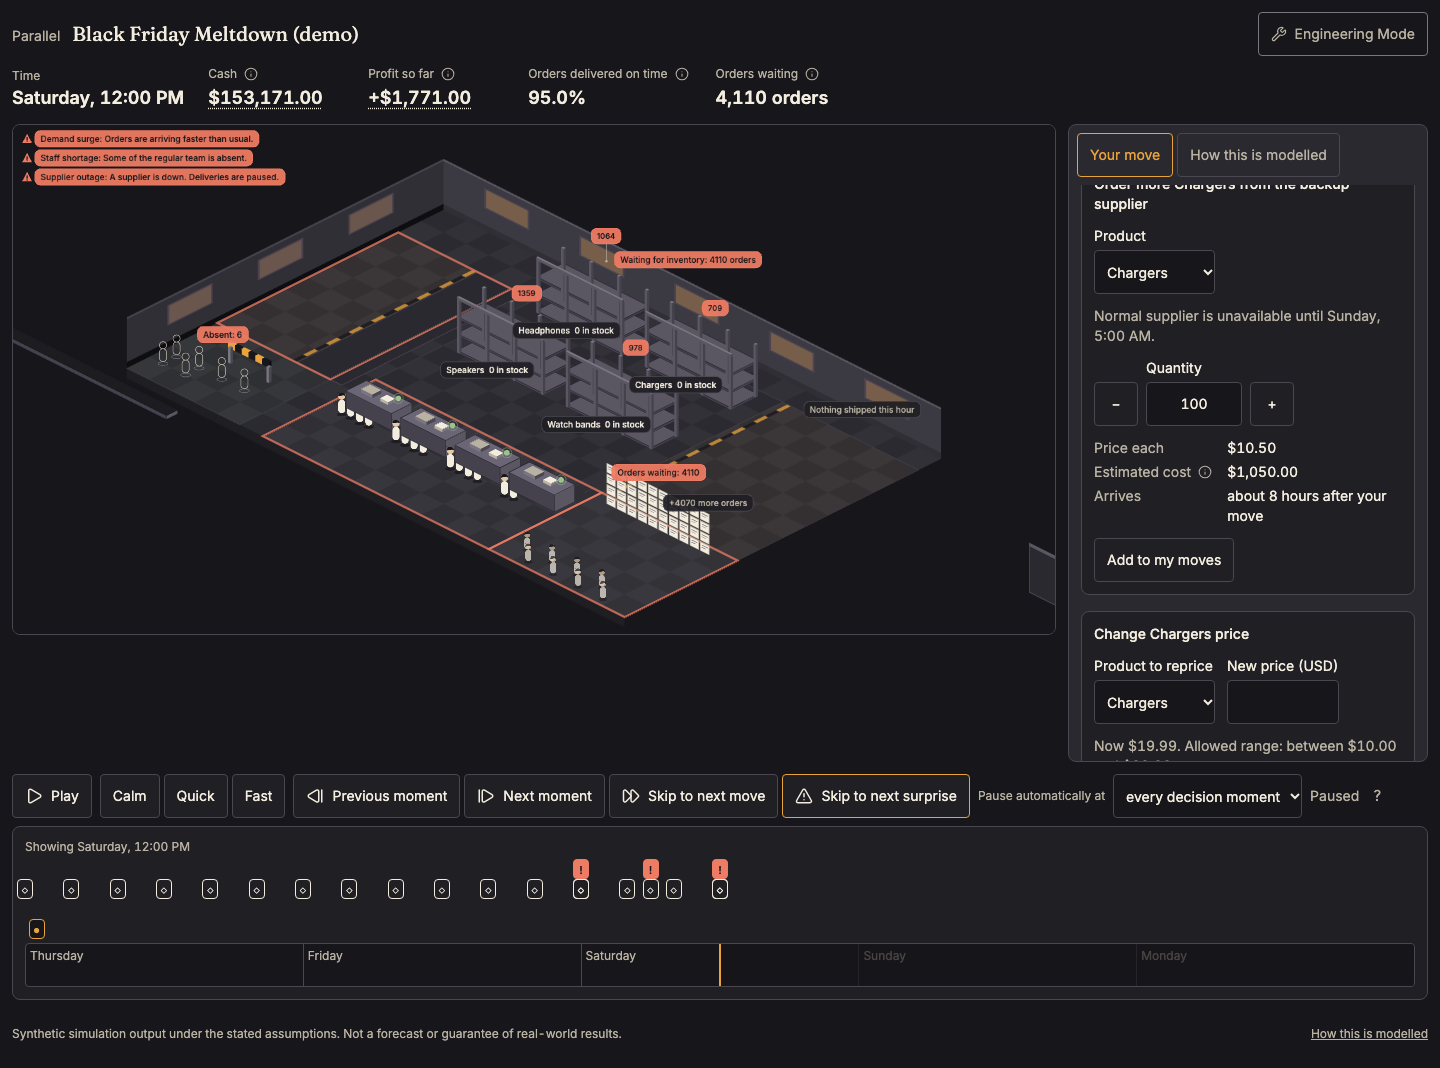 Parallel Black Friday Meltdown (demo)
Engineering Mode
Time
Saturday, 12:00 PM
Cash
$153,171.00
Profit so far
+$1,771.00
Orders delivered on time
95.0%
Orders waiting
4,110 orders
Demand surge: Orders are arriving faster than usual.
Staff shortage: Some of the regular team is absent.
Supplier outage: A supplier is down. Deliveries are paused.
1064
Waiting for inventory: 4110 orders
1359
709
Absent: 6
Headphones 0 in stock
978
Speakers 0 in stock
Chargers 0 in stock
Nothing shipped this hour
Watch bands 0 in stock
Orders waiting: 4110
+4070 more orders
Your move
How this is modelled
Order more Chargers from the backup
supplier
Product
Chargers
Normal supplier is unavailable until Sunday,
5:00 AM.
Quantity
−
100
+
Price each $10.50
Estimated cost $1,050.00
Arrives about 8 hours after your
move
Add to my moves
Change Chargers price
Product to reprice New price (USD)
Chargers
Now $19.99. Allowed range: between $10.00
Play
Calm
Quick
Fast
Previous moment
Next moment
Skip to next move
Skip to next surprise
Pause automatically at
every decision moment
Paused
?
Showing Saturday, 12:00 PM
! ! !
Thursday
Friday
Saturday
Sunday
Monday
Synthetic simulation output under the stated assumptions. Not a forecast or guarantee of real-world results.
How this is modelled